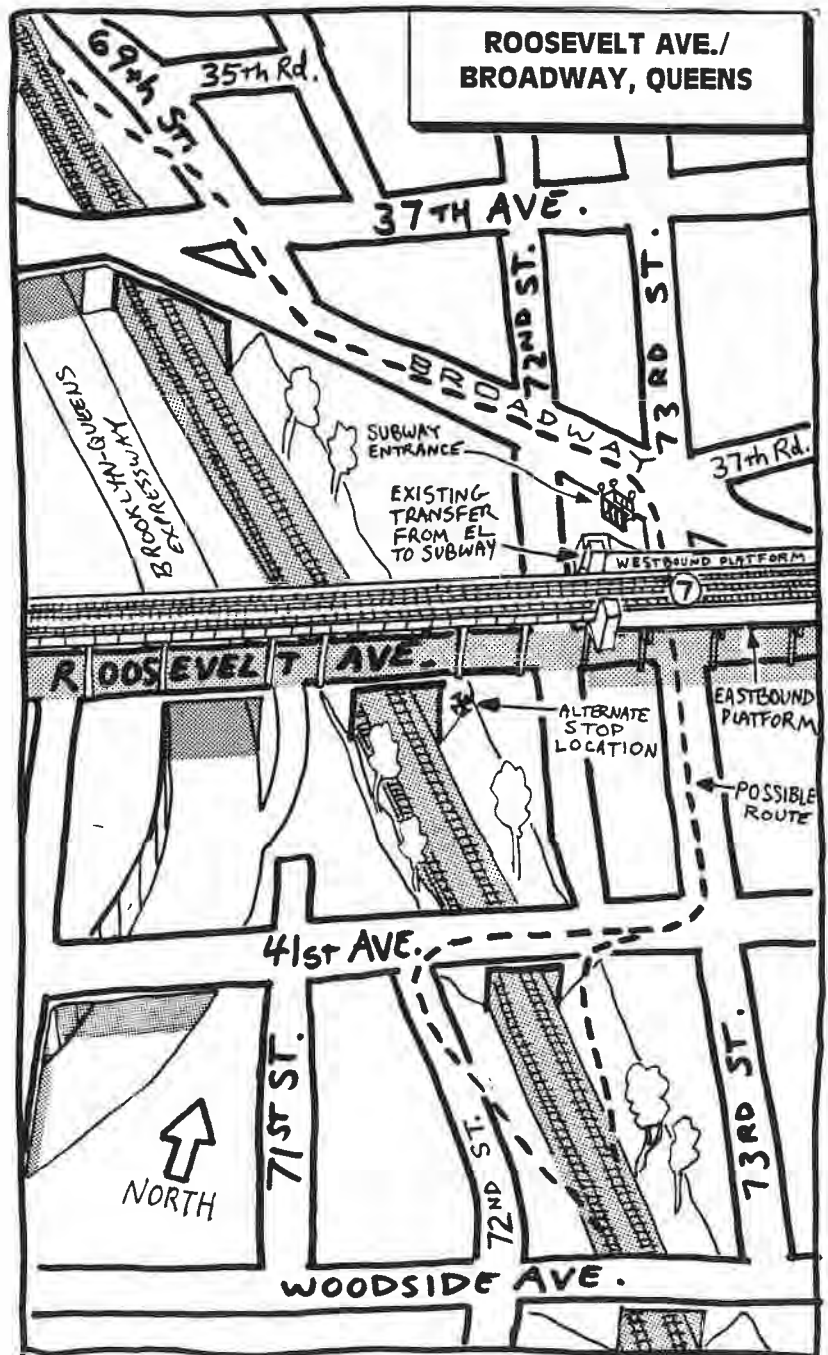 ROOSEVELT AVE./
BROADWAY, QUEENS
69th ST.
35th Rd.
37TH AVE.
72ND ST.
73RD ST.
BROADWAY
37th Rd.
BROOKLYN-QUEENS
EXPRESSWAY
SUBWAY
ENTRANCE
EXISTING
TRANSFER
FROM EL
TO SUBWAY
WESTBOUND PLATFORM
7
ROOSEVELT AVE.
EASTBOUND
PLATFORM
ALTERNATE
STOP
LOCATION
POSSIBLE
ROUTE
41ST AVE.
71ST ST.
72ND ST.
73RD ST.
NORTH
WOODSIDE AVE.